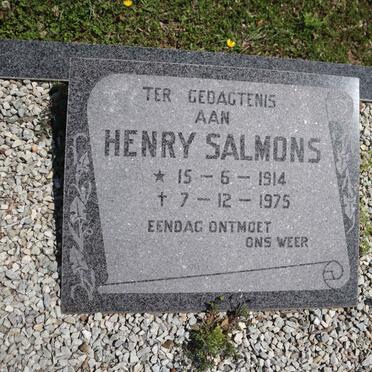 TER GEDAGTENIS
AAN
HENRY SALMONS
★ 15 - 6 - 1914
✝ 7 - 12 - 1975
EENDAG ONTMOET
ONS WEER